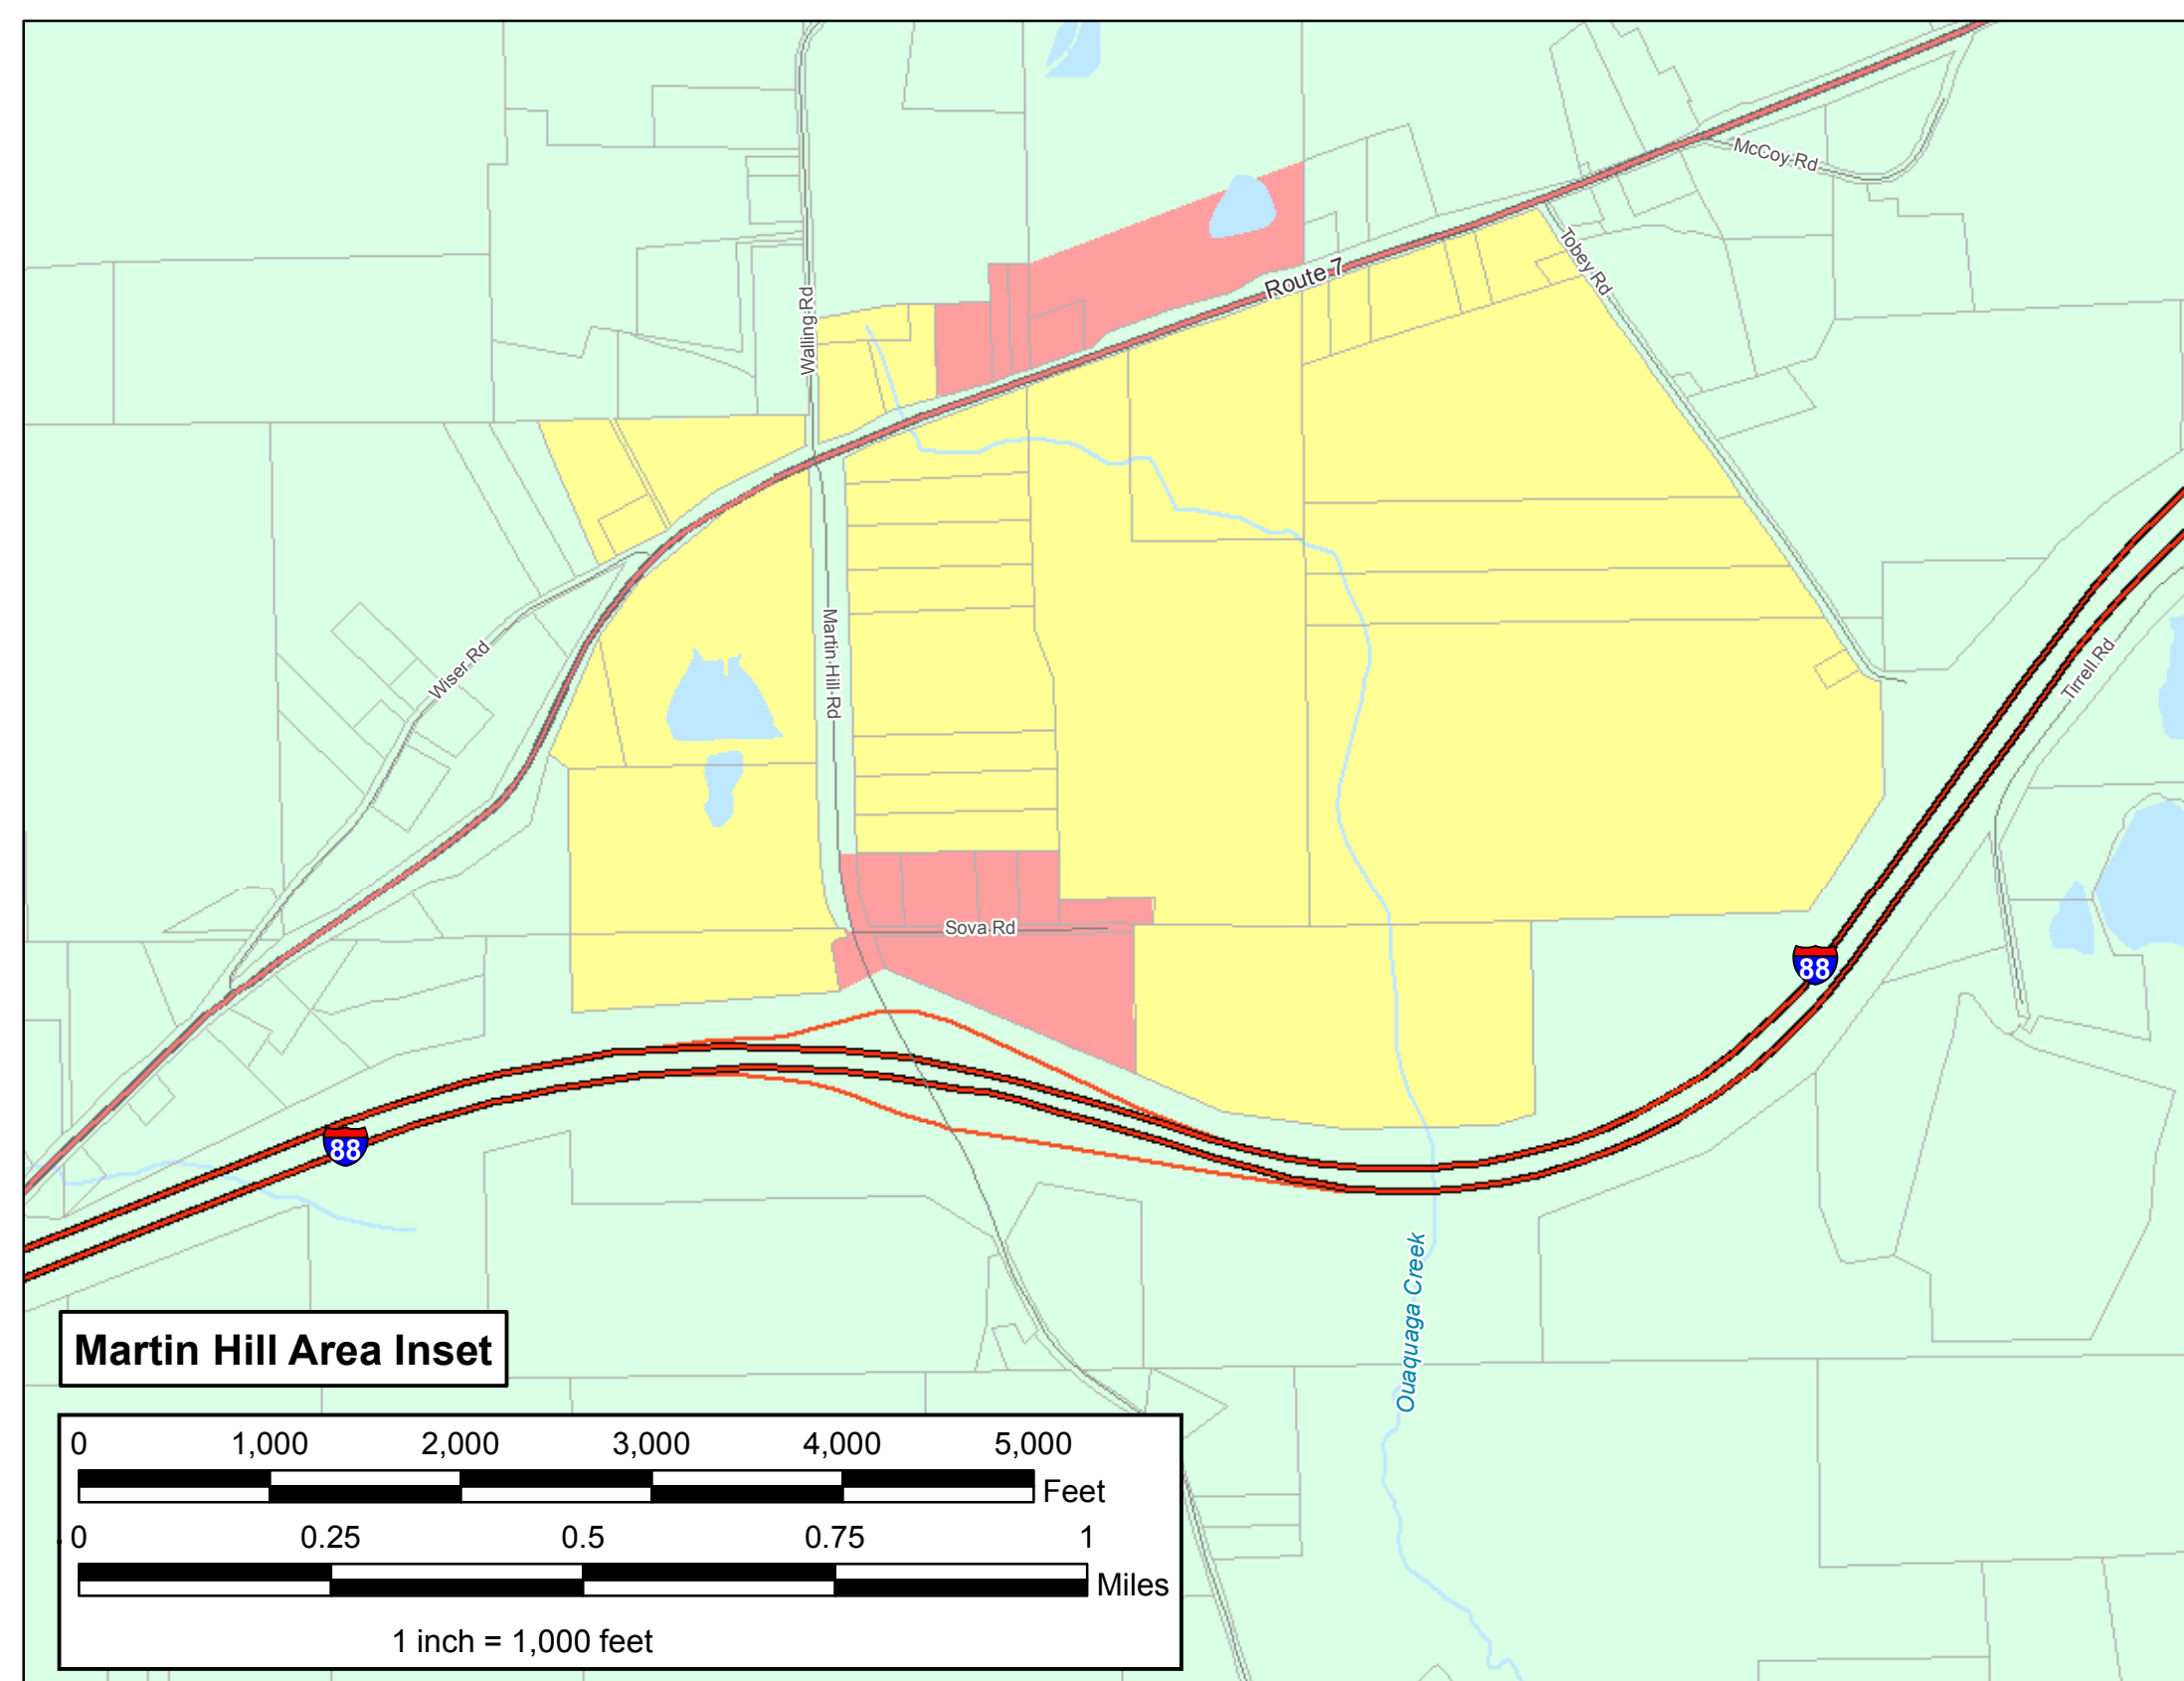 McCoy Rd
Tobey Rd
Route 7
Walling Rd
Martin Hill Rd
Wiser Rd
Tirrell Rd
Sova Rd
88
88
Ouaquaga Creek
Martin Hill Area Inset
0 1,000 2,000 3,000 4,000 5,000
Feet
0 0.25 0.5 0.75 1
Miles
1 inch = 1,000 feet